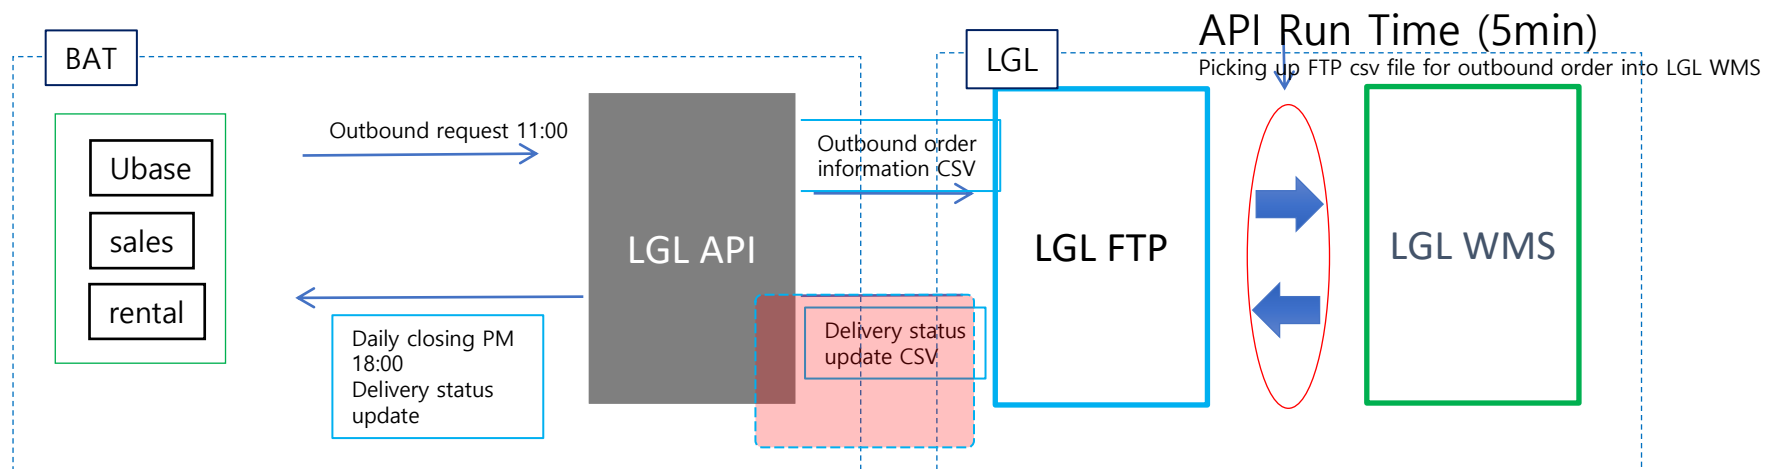 API Run Time (5min)
Picking up FTP csv file for outbound order into LGL WMS
BAT
LGL
Ubase
sales
rental
Outbound request 11:00
Daily closing PM
18:00
Delivery status
update
LGL API
Outbound order
information CSV
Delivery status
update CSV
LGL FTP
LGL WMS